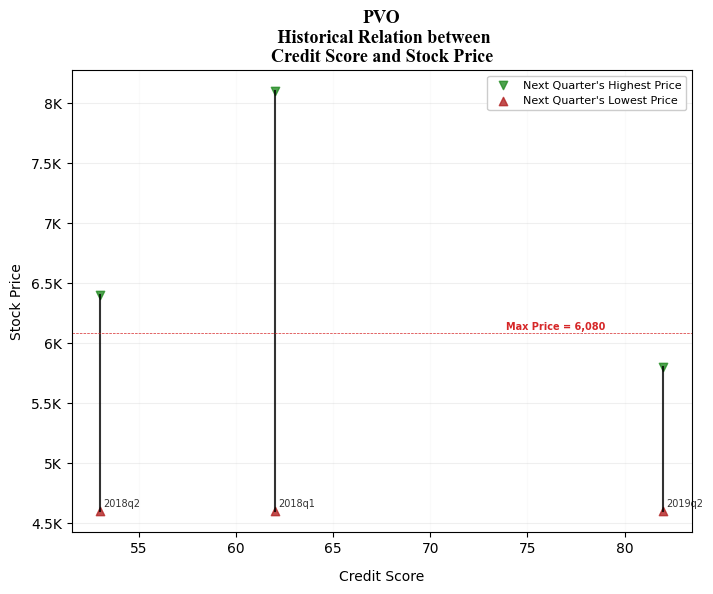 PVO
Historical Relation between
Credit Score and Stock Price
Next Quarter's Highest Price
Next Quarter's Lowest Price
8K
7.5K
7K
6.5K
6K
5.5K
5K
4.5K
Stock Price
Max Price = 6,080
2018q2
2018q1
2019q2
55
60
65
70
75
80
Credit Score